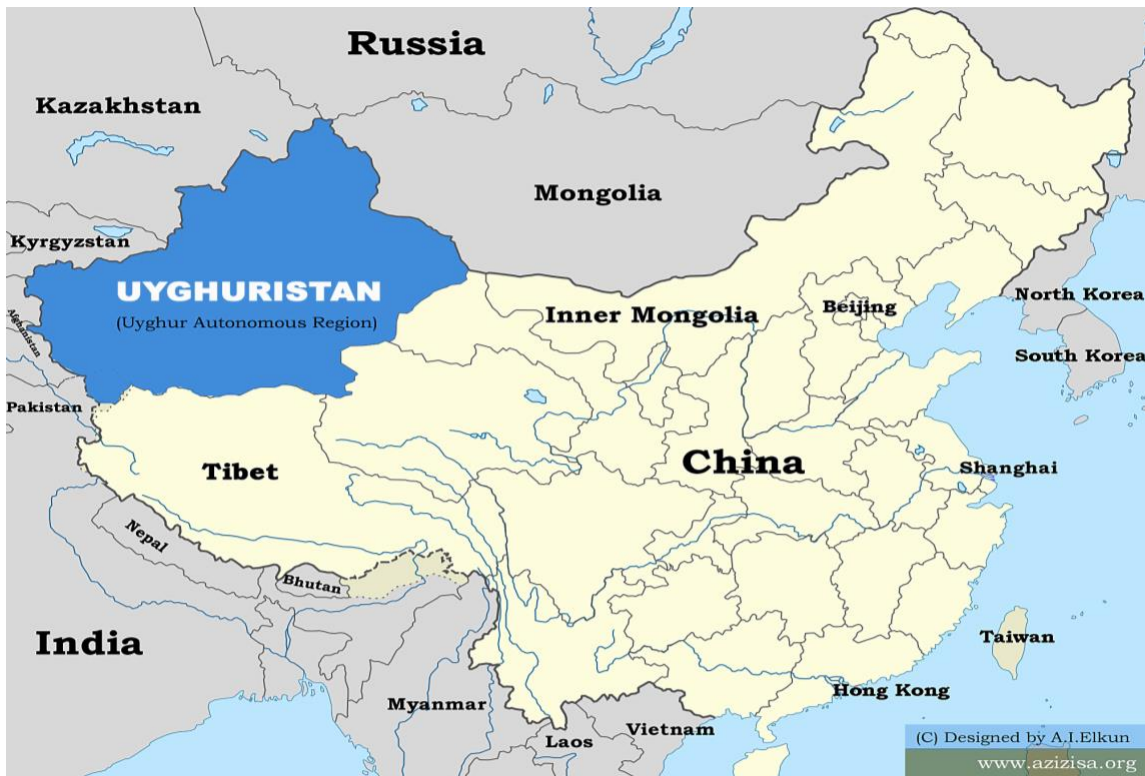 Russia
Kazakhstan
Mongolia
Kyrgyzstan
UYGHURISTAN
(Uyghur Autonomous Region)
Afghanistan
Inner Mongolia
Beijing
North Korea
South Korea
Pakistan
Tibet
China
Shanghai
Nepal
Bhutan
India
Taiwan
Myanmar
Hong Kong
Vietnam
Laos
(C) Designed by A.I.Elkun
www.azizisa.org